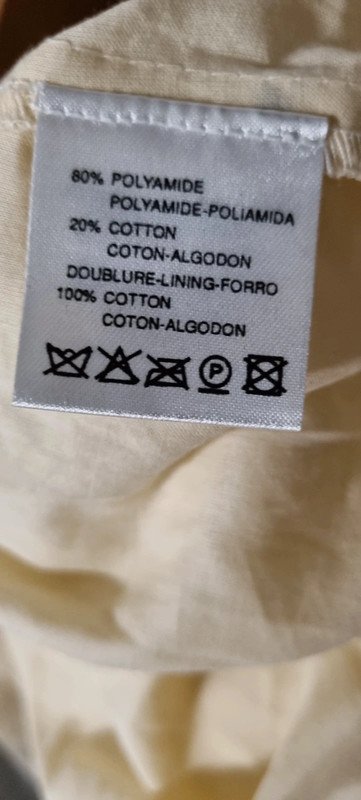 80% POLYAMIDE
POLYAMIDE-POLIAMIDA
20% COTTON
COTON-ALGODON
DOUBLURE-LINING-FORRO
100% COTTON
COTON-ALGODON
P